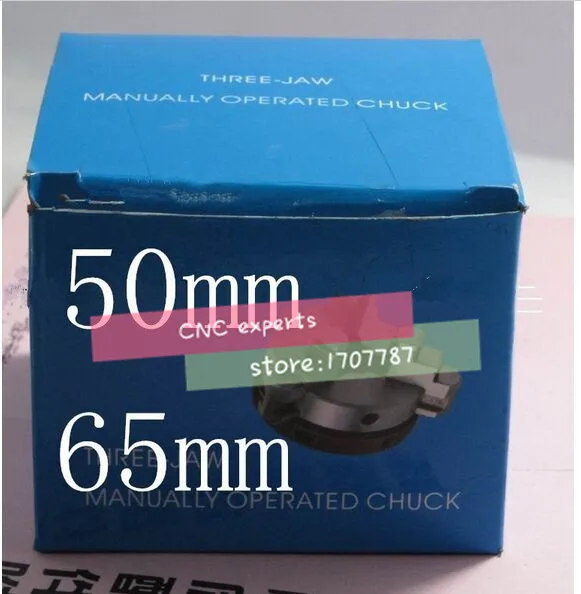 THREE-JAW
MANUALLY OPERATED CHUCK
50mm
CNC experts
store:1707787
65mm
THREE-JAW
MANUALLY OPERATED CHUCK